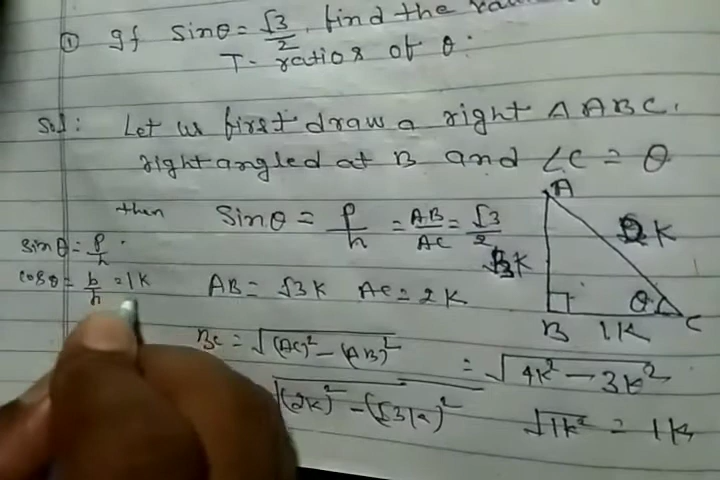 ① If sinθ = √3/2, find the
T-ratios of θ.
Sol: Let us first draw a right Δ ABC,
right angled at B and ∠C = θ
then sinθ = P/h = AB/AC = √3/2
A
2K
√3K
θ
B 1K C
sinθ = P/h
cosθ = b/h = 1K
AB = √3K AC = 2K
BC = √(AC)² - (AB)²
= √4K² - 3K²
√(2K)² - (√3K)²
√1K² = 1K